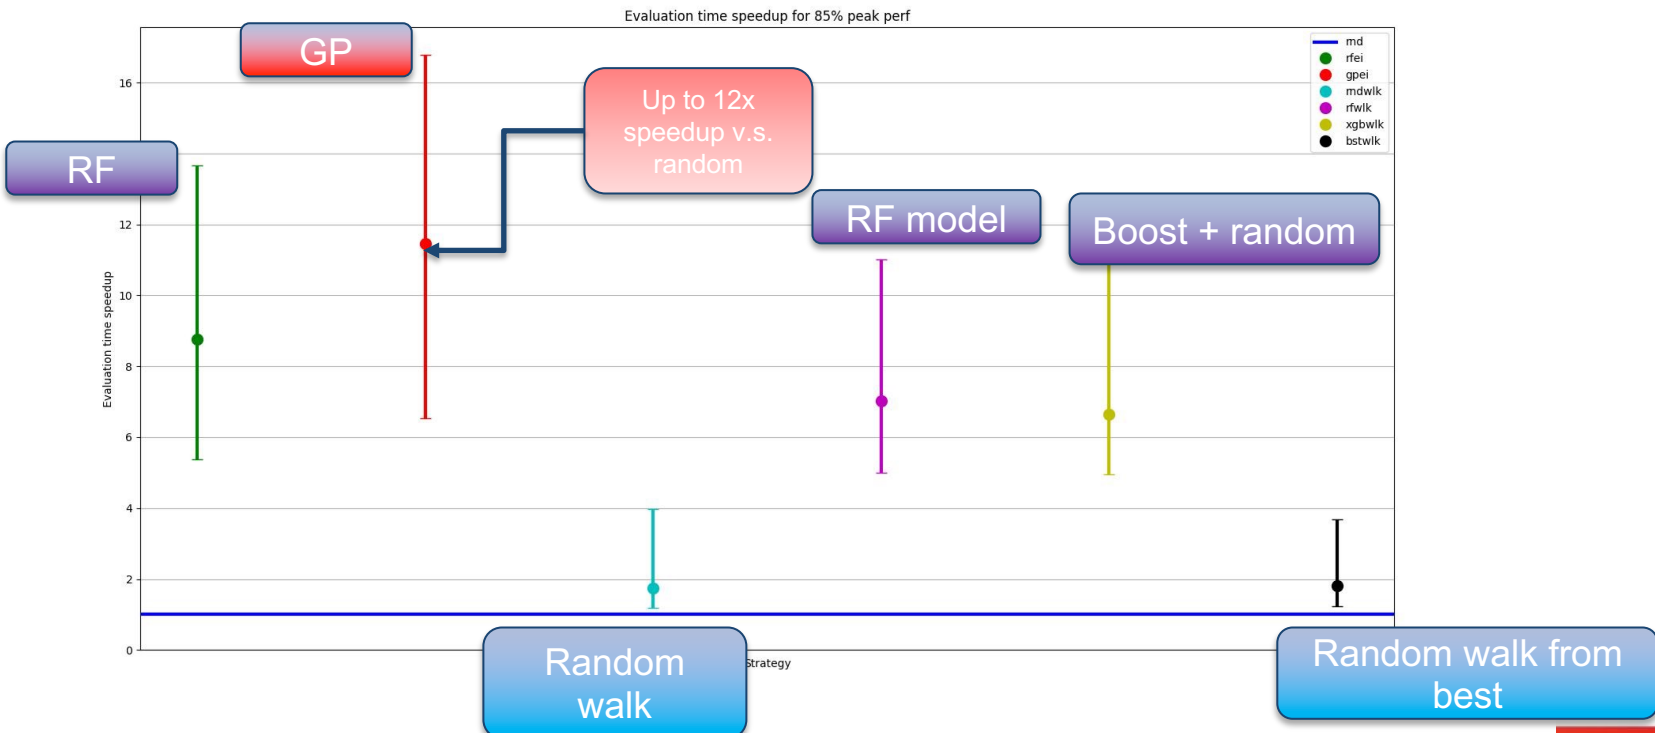 Evaluation time speedup for 85% peak perf
GP
RF
Up to 12x
speedup v.s.
random
RF model
Boost + random
rnd
rfei
gpei
rndwlk
rfwlk
xgbwlk
bstwlk
Evaluation time speedup
16
12
10
8
6
4
2
0
Strategy
Random
walk
Random walk from
best